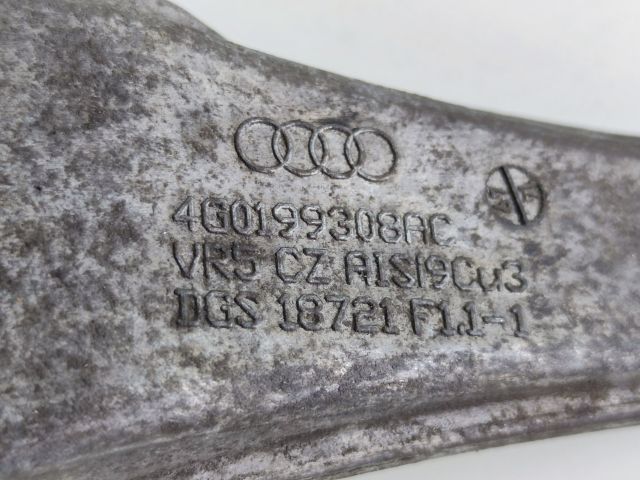 4G0199308AC
VR5 CZ AlSi9Cu3
DGS 18721 F1.1-1